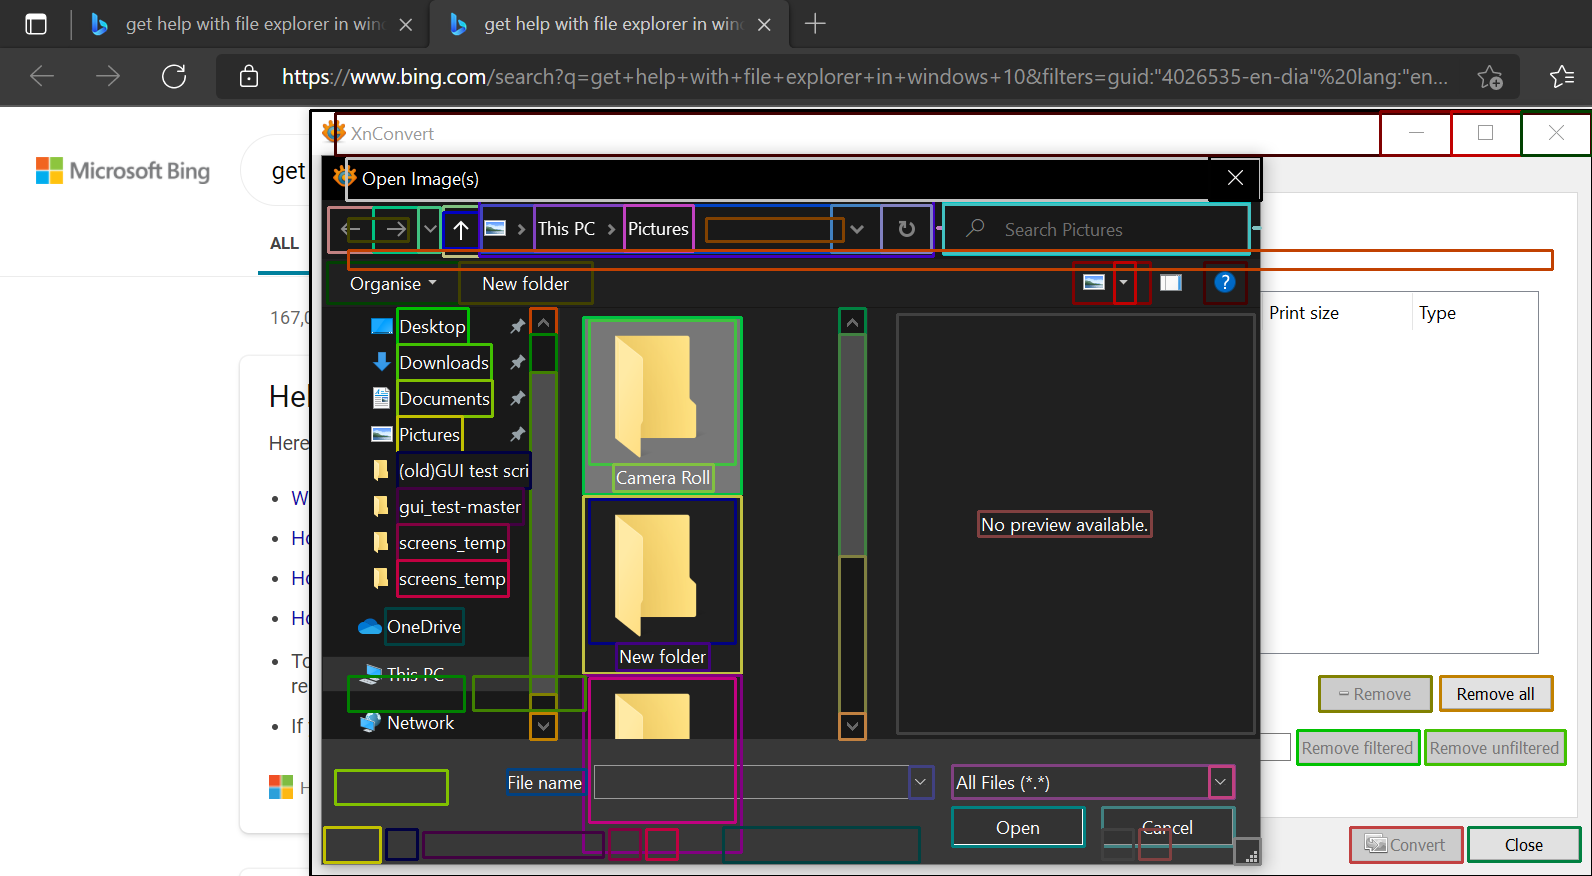 get help with file explorer in win
get help with file explorer in win
https://www.bing.com/search?q=get+help+with+file+explorer+in+windows+10&filters=guid:"4026535-en-dia"%20lang:"en...
Microsoft Bing
get
ALL
XnConvert
Open Image(s)
This PC
Pictures
Search Pictures
Organise
New folder
Desktop
Downloads
Documents
Pictures
(old)GUI test scri
gui_test-master
screens_temp
screens_temp
OneDrive
This PC
Network
Camera Roll
New folder
No preview available.
File name
All Files (*.*)
Open
Cancel
Print size
Type
Remove
Remove all
Remove filtered
Remove unfiltered
Convert
Close
167,0
Here
If